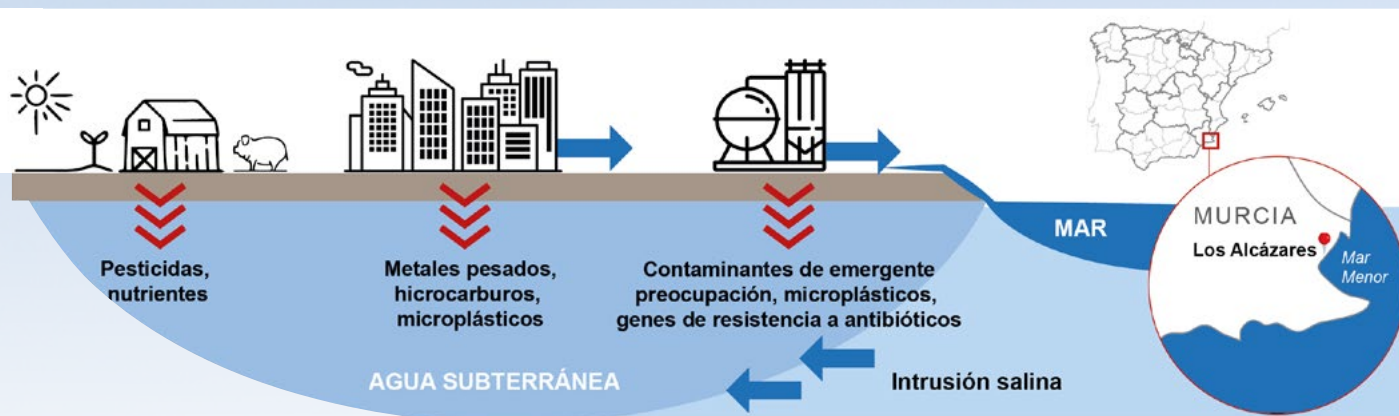 Pesticidas,
nutrientes
Metales pesados,
hicrocarburos,
microplásticos
Contaminantes de emergente
preocupación, microplásticos,
genes de resistencia a antibióticos
AGUA SUBTERRÁNEA
Intrusión salina
MAR
MURCIA
Los Alcázares
Mar
Menor